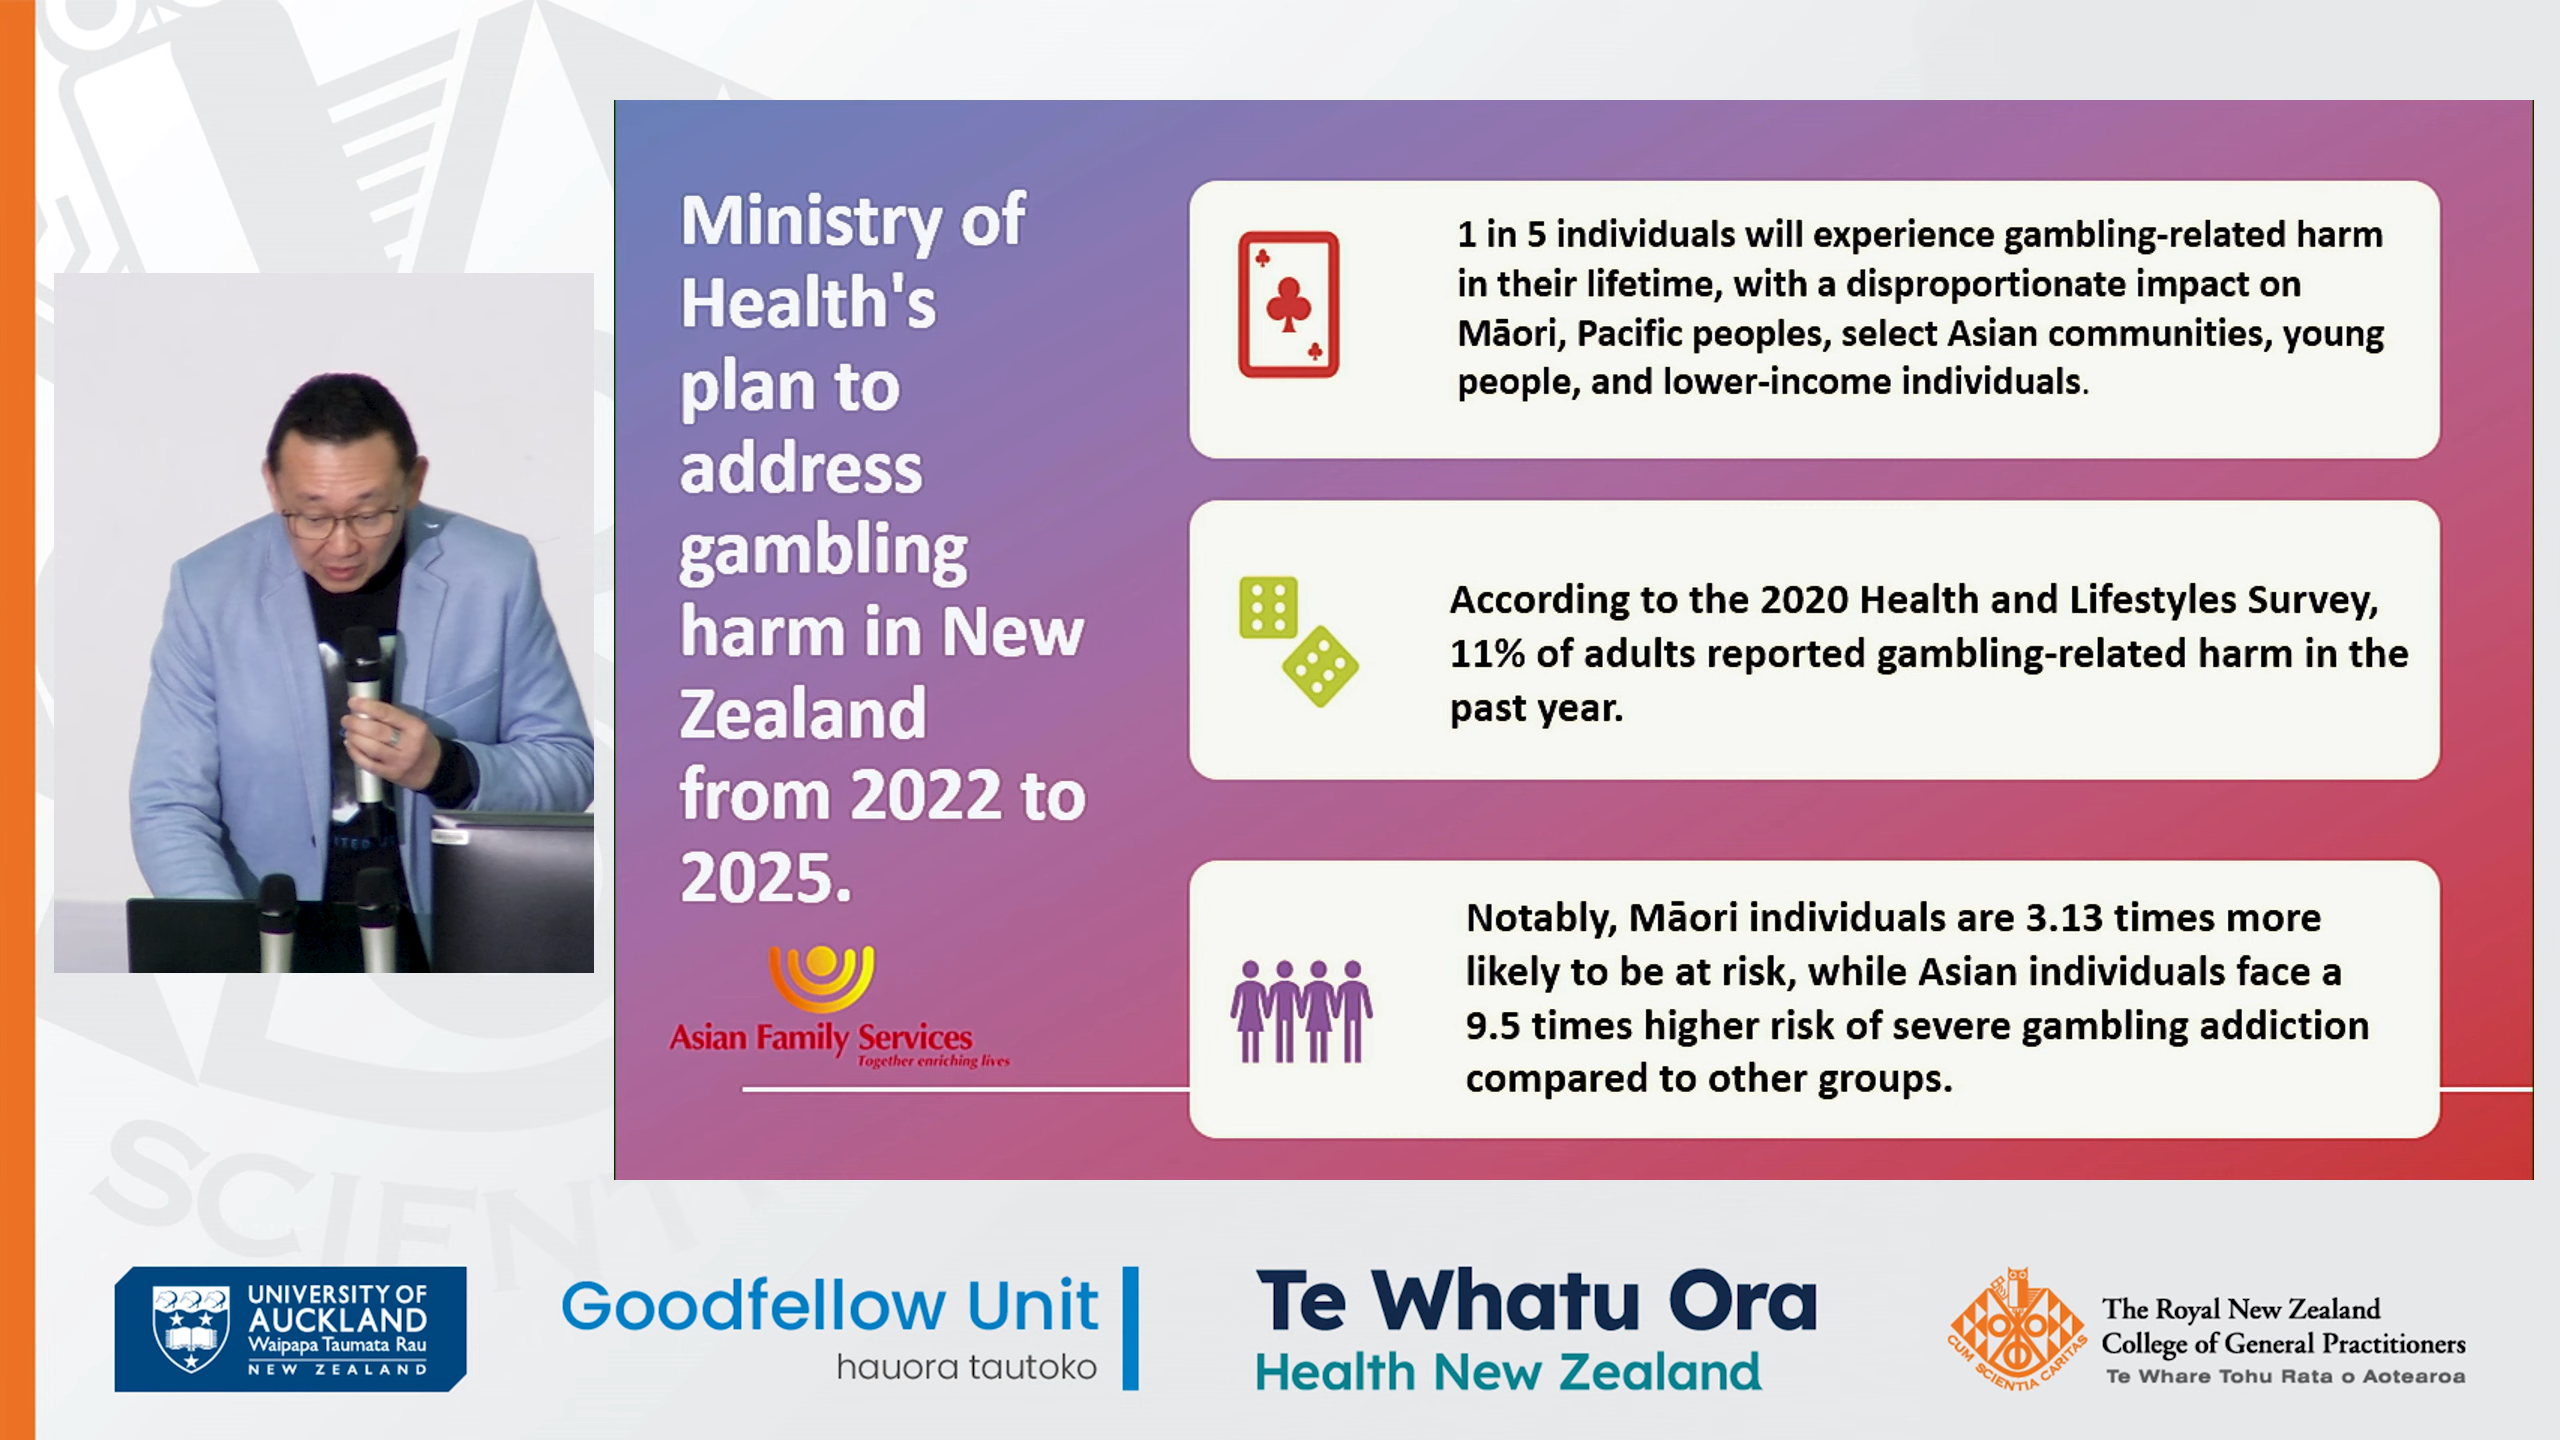 Ministry of
Health's
plan to
address
gambling
harm in New
Zealand
from 2022 to
2025.
Asian Family Services
Together enriching lives
1 in 5 individuals will experience gambling-related harm
in their lifetime, with a disproportionate impact on
Māori, Pacific peoples, select Asian communities, young
people, and lower-income individuals.
According to the 2020 Health and Lifestyles Survey,
11% of adults reported gambling-related harm in the
past year.
Notably, Māori individuals are 3.13 times more
likely to be at risk, while Asian individuals face a
9.5 times higher risk of severe gambling addiction
compared to other groups.
SCIENT
UNIVERSITY OF
AUCKLAND
Waipapa Taumata Rau
NEW ZEALAND
Goodfellow Unit
hauora tautoko
Te Whatu Ora
Health New Zealand
CUM SCIENTIA CARITAS
The Royal New Zealand
College of General Practitioners
Te Whare Tohu Rata o Aotearoa